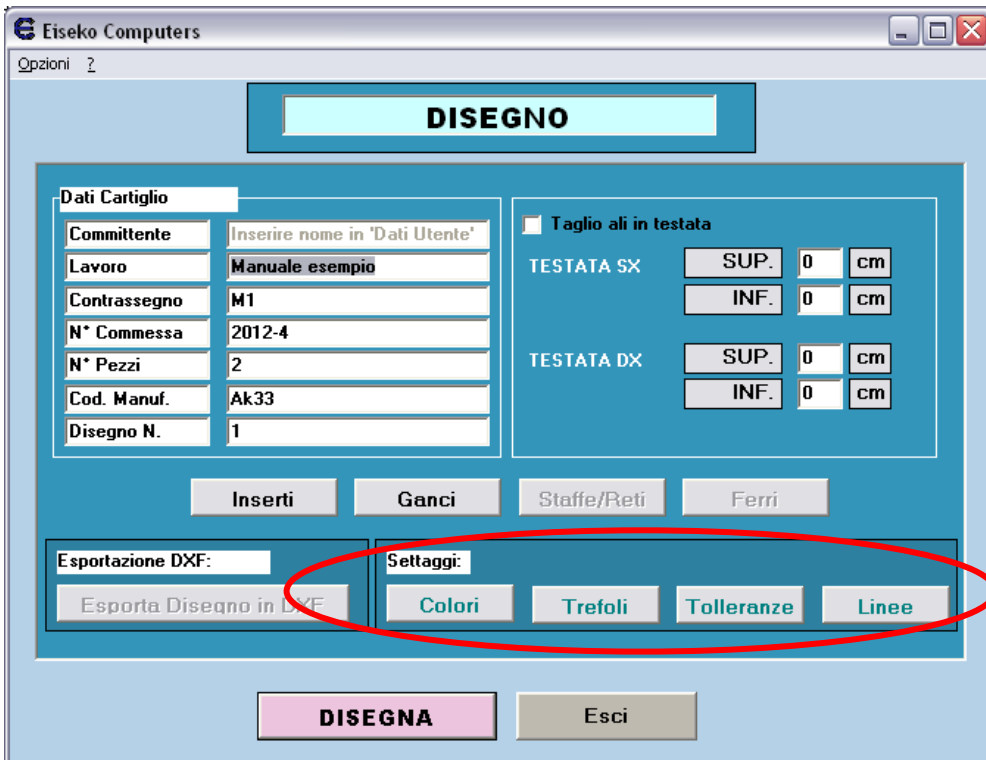 Eiseko Computers
Opzioni ?
DISEGNO
Dati Cartiglio
Committente Inserire nome in 'Dati Utente'
Lavoro Manuale esempio
Contrassegno M1
N° Commessa 2012-4
N° Pezzi 2
Cod. Manuf. Ak33
Disegno N. 1
Taglio ali in testata
TESTATA SX SUP. 0 cm
INF. 0 cm
TESTATA DX SUP. 0 cm
INF. 0 cm
Inserti Ganci Staffe/Reti Ferri
Esportazione DXF:
Esporta Disegno in DXF
Settaggi:
Colori Trefoli Tolleranze Linee
DISEGNA Esci